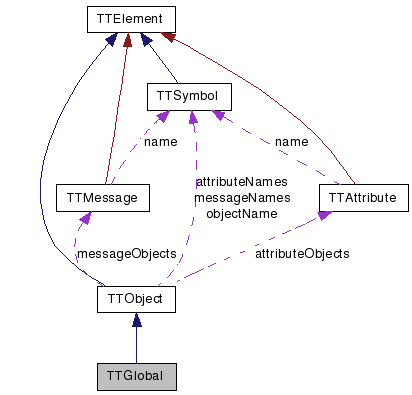 TTElement
TTSymbol
name
name
attributeNames
messageNames
objectName
TTMessage
TTAttribute
messageObjects
attributeObjects
TTObject
TTGlobal